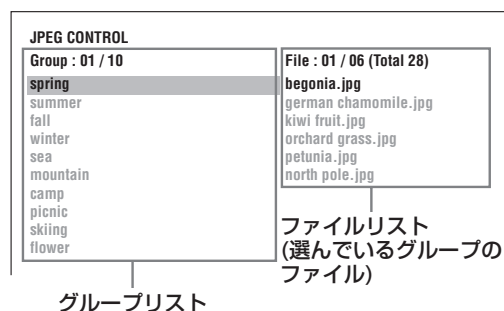 JPEG CONTROL
Group : 01 / 10
spring
summer
fall
winter
sea
mountain
camp
picnic
skiing
flower
File : 01 / 06 (Total 28)
begonia.jpg
german chamomile.jpg
kiwi fruit.jpg
orchard grass.jpg
petunia.jpg
north pole.jpg
ファイルリスト
(選んでいるグループの
ファイル)
グループリスト